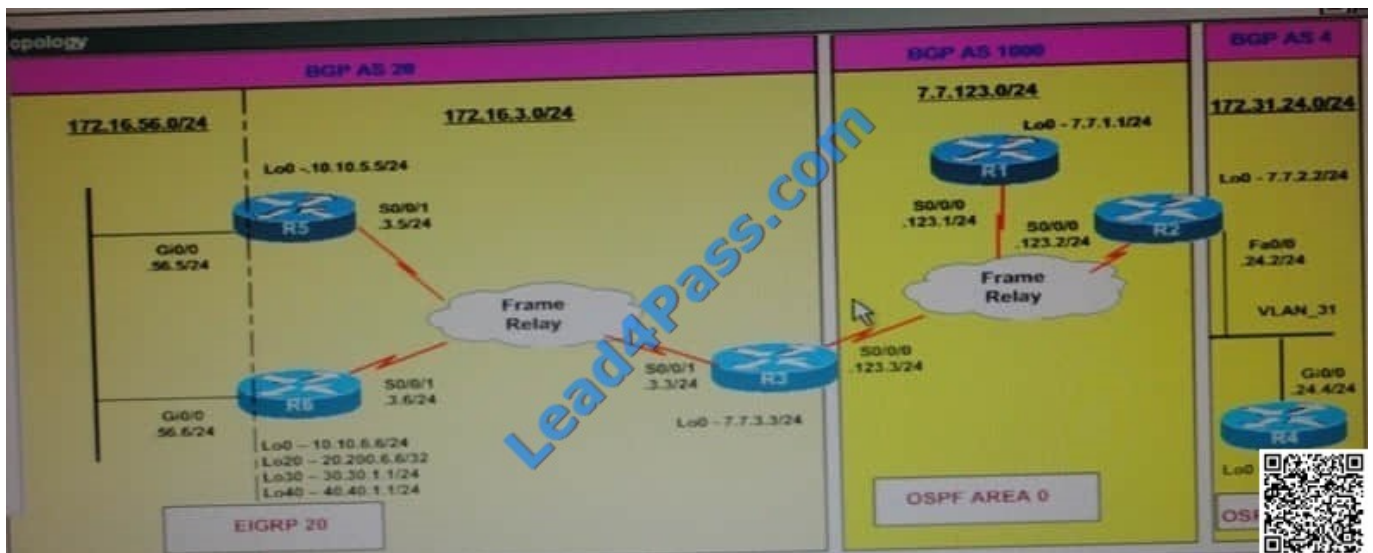 opology
BGP AS 20
172.16.56.0/24
172.16.3.0/24
Lo0 -.10.10.5.5/24
R5
S0/0/1
.3.5/24
Gi0/0
.56.5/24
Frame
Relay
R6
S0/0/1
.3.6/24
Gi0/0
56.6/24
Lo0 – 10.10.6.6/24
Lo20 – 20.200.6.6/32
Lo30 – 30.30.1.1/24
Lo40 – 40.40.1.1/24
EIGRP 20
S0/0/1
.3.3/24
R3
Lo0 - 7.7.3.3/24
BGP AS 1000
7.7.123.0/24
Lo0 - 7.7.1.1/24
R1
S0/0/0
.123.1/24
S0/0/0
.123.2/24
R2
Frame
Relay
S0/0/0
.123.3/24
OSPF AREA 0
BGP AS 4
172.31.24.0/24
Lo0 - 7.7.2.2/24
Fa0/0
.24.2/24
VLAN_31
Gi0/0
.24.4/24
R4
Lo0
Lead4Pass.com